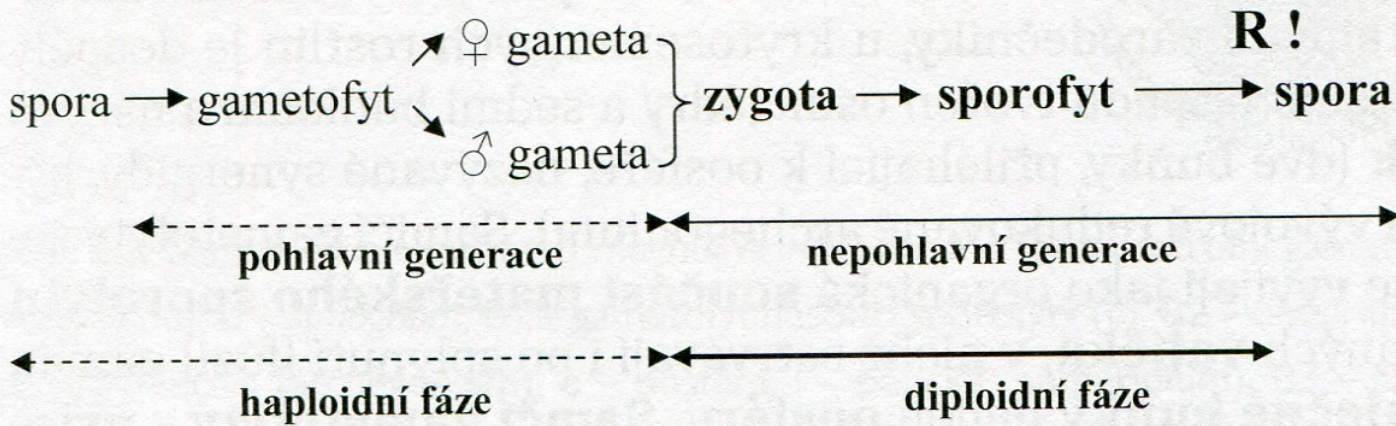 ♀ gameta
R !
spora → gametofyt
zygota → sporofyt → spora
♂ gameta
pohlavní generace
nepohlavní generace
haploidní fáze
diploidní fáze